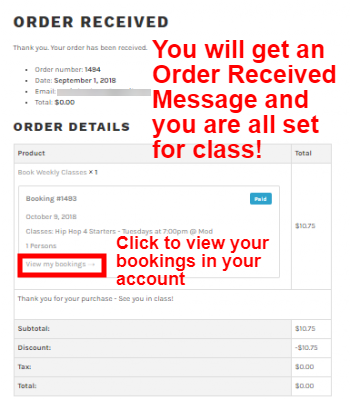 ORDER RECEIVED
Thank you. Your order has been received.
You will get an
Order Received
Message and
you are all set
for class!
Order number: 1494
Date: September 1, 2018
Email:
Total: $0.00
ORDER DETAILS
Product Total
Book Weekly Classes × 1
$10.75
Booking #1493 Paid
October 9, 2018
Classes: Hip Hop 4 Starters - Tuesdays at 7:00pm @ Mod
1 Persons
View my bookings →
Click to view your
bookings in your
account
Thank you for your purchase - See you in class!
Subtotal: $10.75
Discount: -$10.75
Tax: $0.00
Total: $0.00